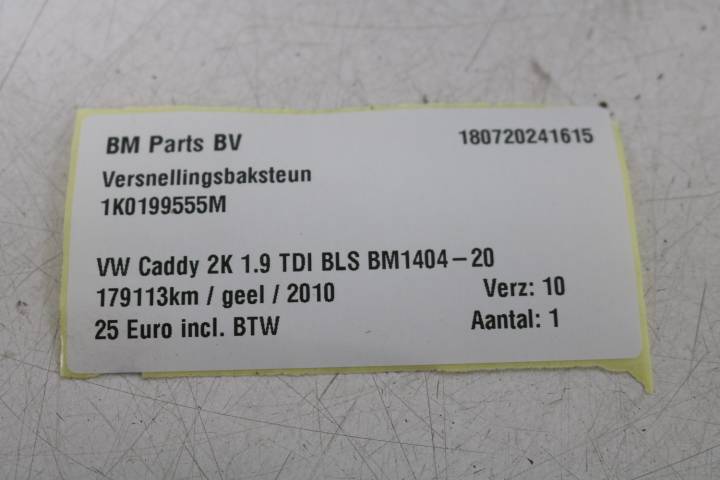 BM Parts BV 180720241615
Versnellingsbaksteun
1K0199555M
VW Caddy 2K 1.9 TDI BLS BM1404-20
179113km / geel / 2010 Verz: 10
25 Euro incl. BTW Aantal: 1